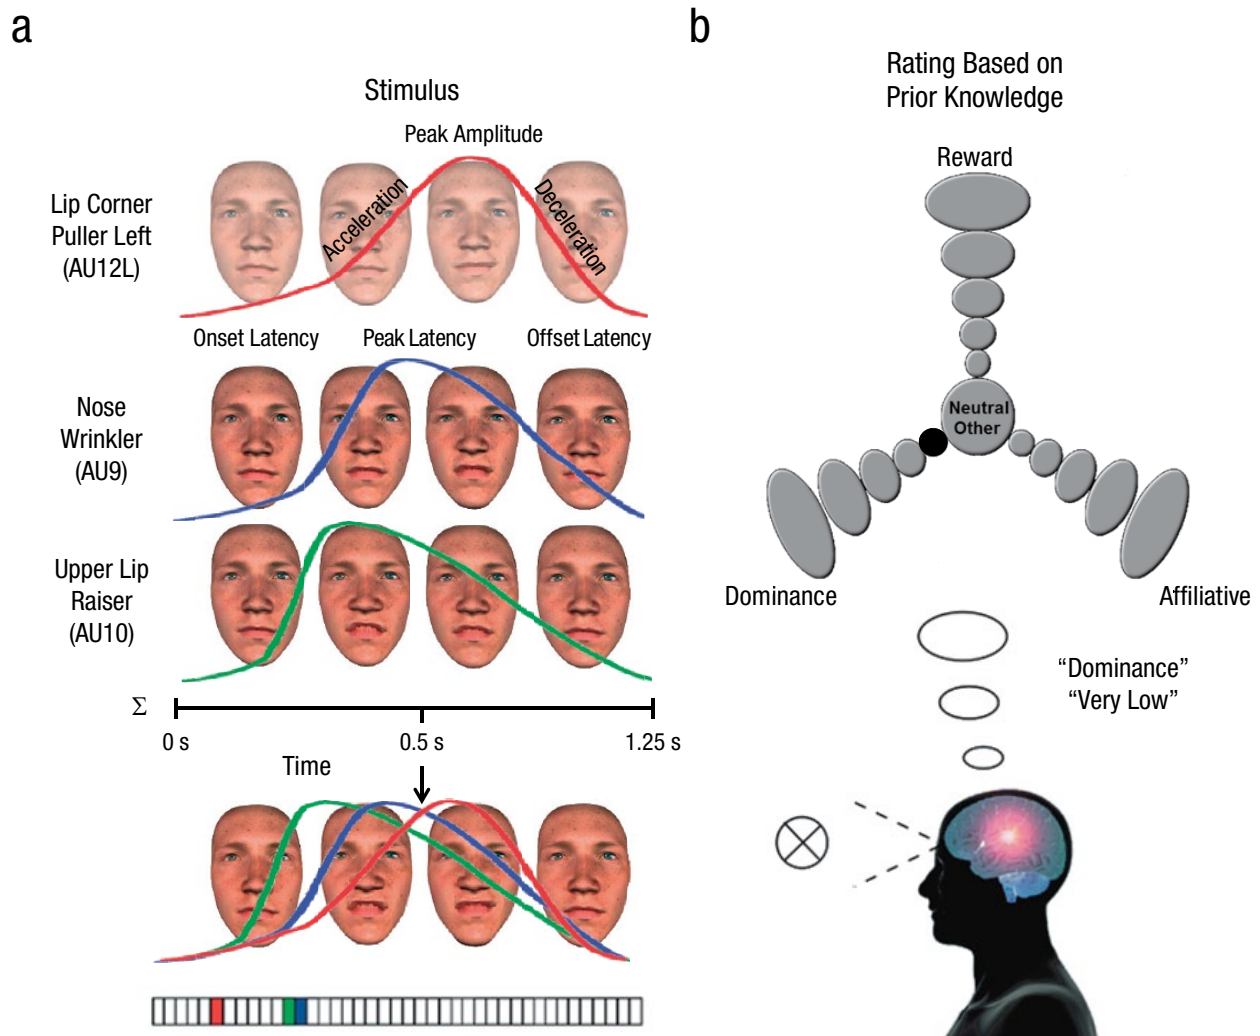 a
Stimulus
Peak Amplitude
Lip Corner
Puller Left
(AU12L)
Acceleration
Deceleration
Onset Latency
Peak Latency
Offset Latency
Nose
Wrinkler
(AU9)
Upper Lip
Raiser
(AU10)
Σ
0 s
0.5 s
1.25 s
Time
b
Rating Based on
Prior Knowledge
Reward
Neutral
Other
Dominance
Affiliative
“Dominance”
“Very Low”